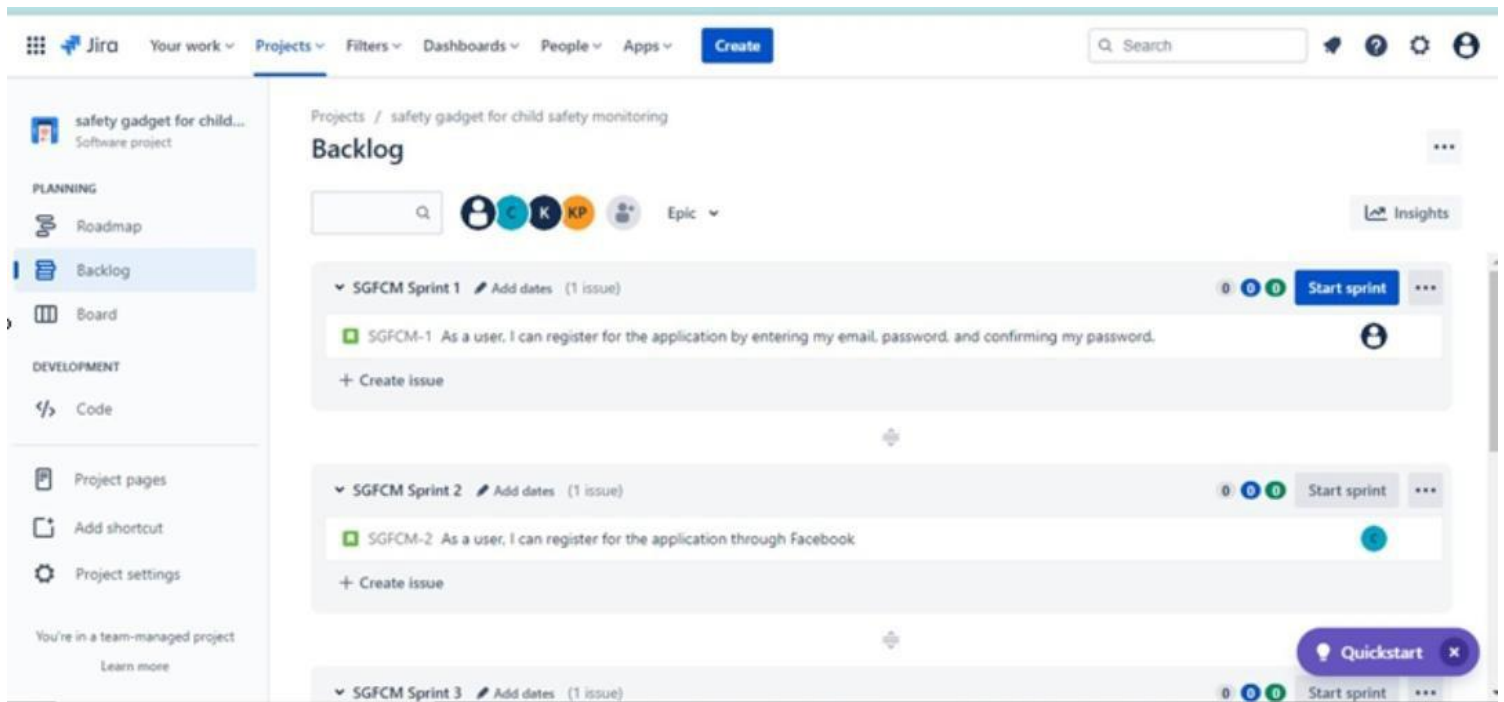 Jira Your work Projects Filters Dashboards People Apps Create Search
safety gadget for child...
Software project
PLANNING
Roadmap
Backlog
Board
DEVELOPMENT
Code
Project pages
Add shortcut
Project settings
You're in a team-managed project
Learn more
Projects / safety gadget for child safety monitoring
Backlog
C K KP Epic Insights
SGFCM Sprint 1 Add dates (1 issue) 0 0 0 Start sprint
SGFCM-1 As a user, I can register for the application by entering my email, password, and confirming my password.
+ Create issue
SGFCM Sprint 2 Add dates (1 issue) 0 0 0 Start sprint
SGFCM-2 As a user, I can register for the application through Facebook C
+ Create issue
Quickstart
SGFCM Sprint 3 Add dates (1 issue) 0 0 0 Start sprint